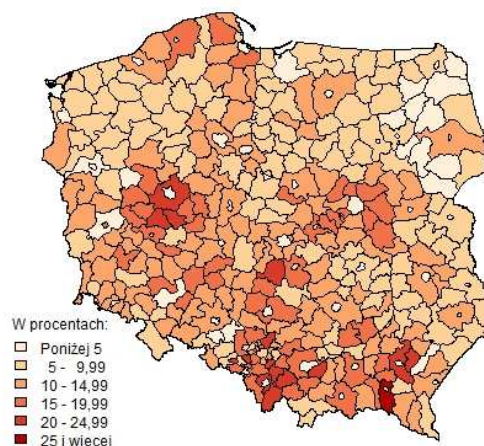 W procentach:
Poniżej 5
5 - 9,99
10 - 14,99
15 - 19,99
20 - 24,99
25 i więcej